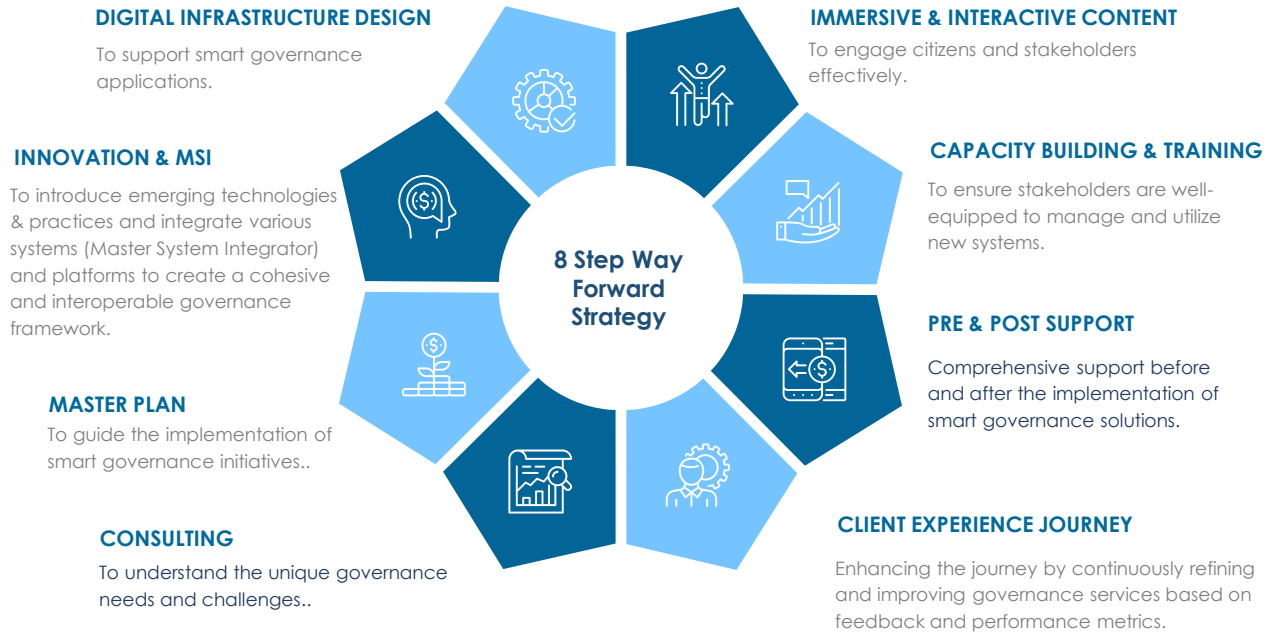 DIGITAL INFRASTRUCTURE DESIGN
To support smart governance
applications.
INNOVATION & MSI
To introduce emerging technologies
& practices and integrate various
systems (Master System Integrator)
and platforms to create a cohesive
and interoperable governance
framework.
MASTER PLAN
To guide the implementation of
smart governance initiatives..
CONSULTING
To understand the unique governance
needs and challenges..
8 Step Way
Forward
Strategy
IMMERSIVE & INTERACTIVE CONTENT
To engage citizens and stakeholders
effectively.
CAPACITY BUILDING & TRAINING
To ensure stakeholders are well-
equipped to manage and utilize
new systems.
PRE & POST SUPPORT
Comprehensive support before
and after the implementation of
smart governance solutions.
CLIENT EXPERIENCE JOURNEY
Enhancing the journey by continuously refining
and improving governance services based on
feedback and performance metrics.